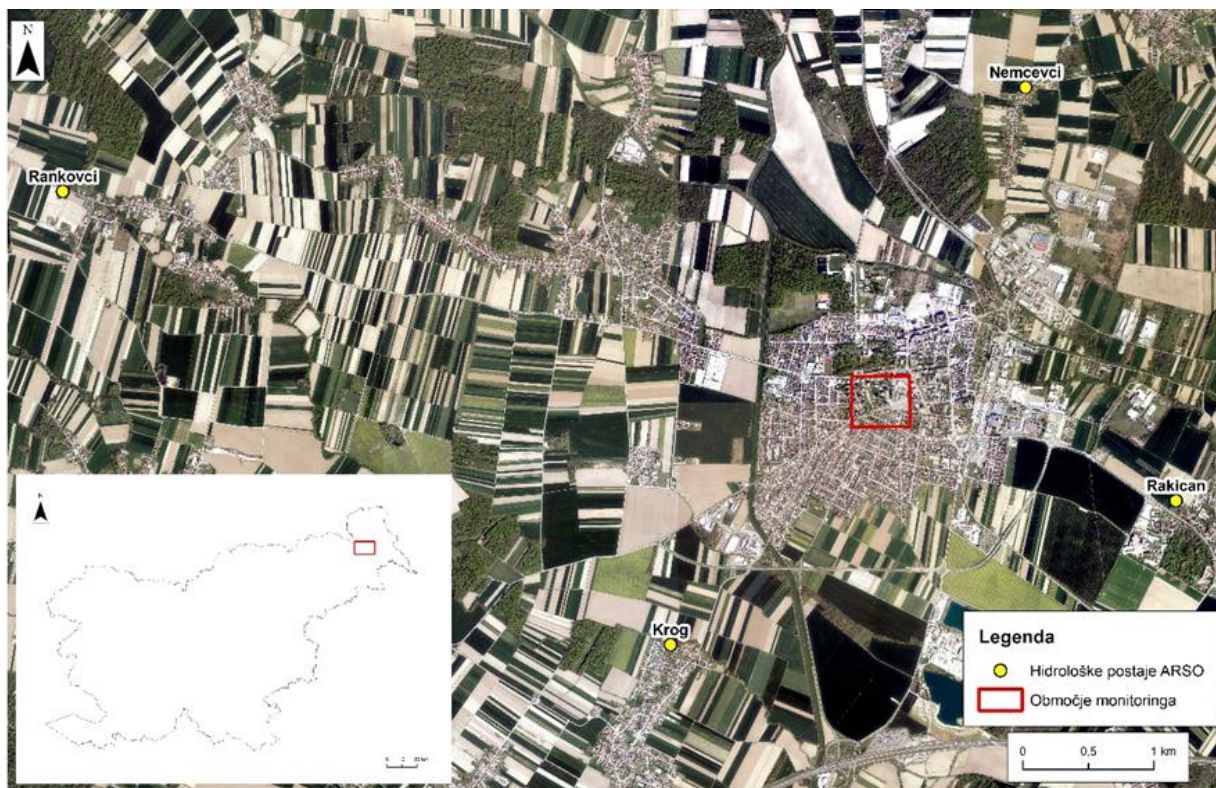 N
Nemcevci
Rankovci
Rakican
Krog
N
Legenda
Hidrološke postaje ARSO
Območje monitoringa
0 0,5 1 km